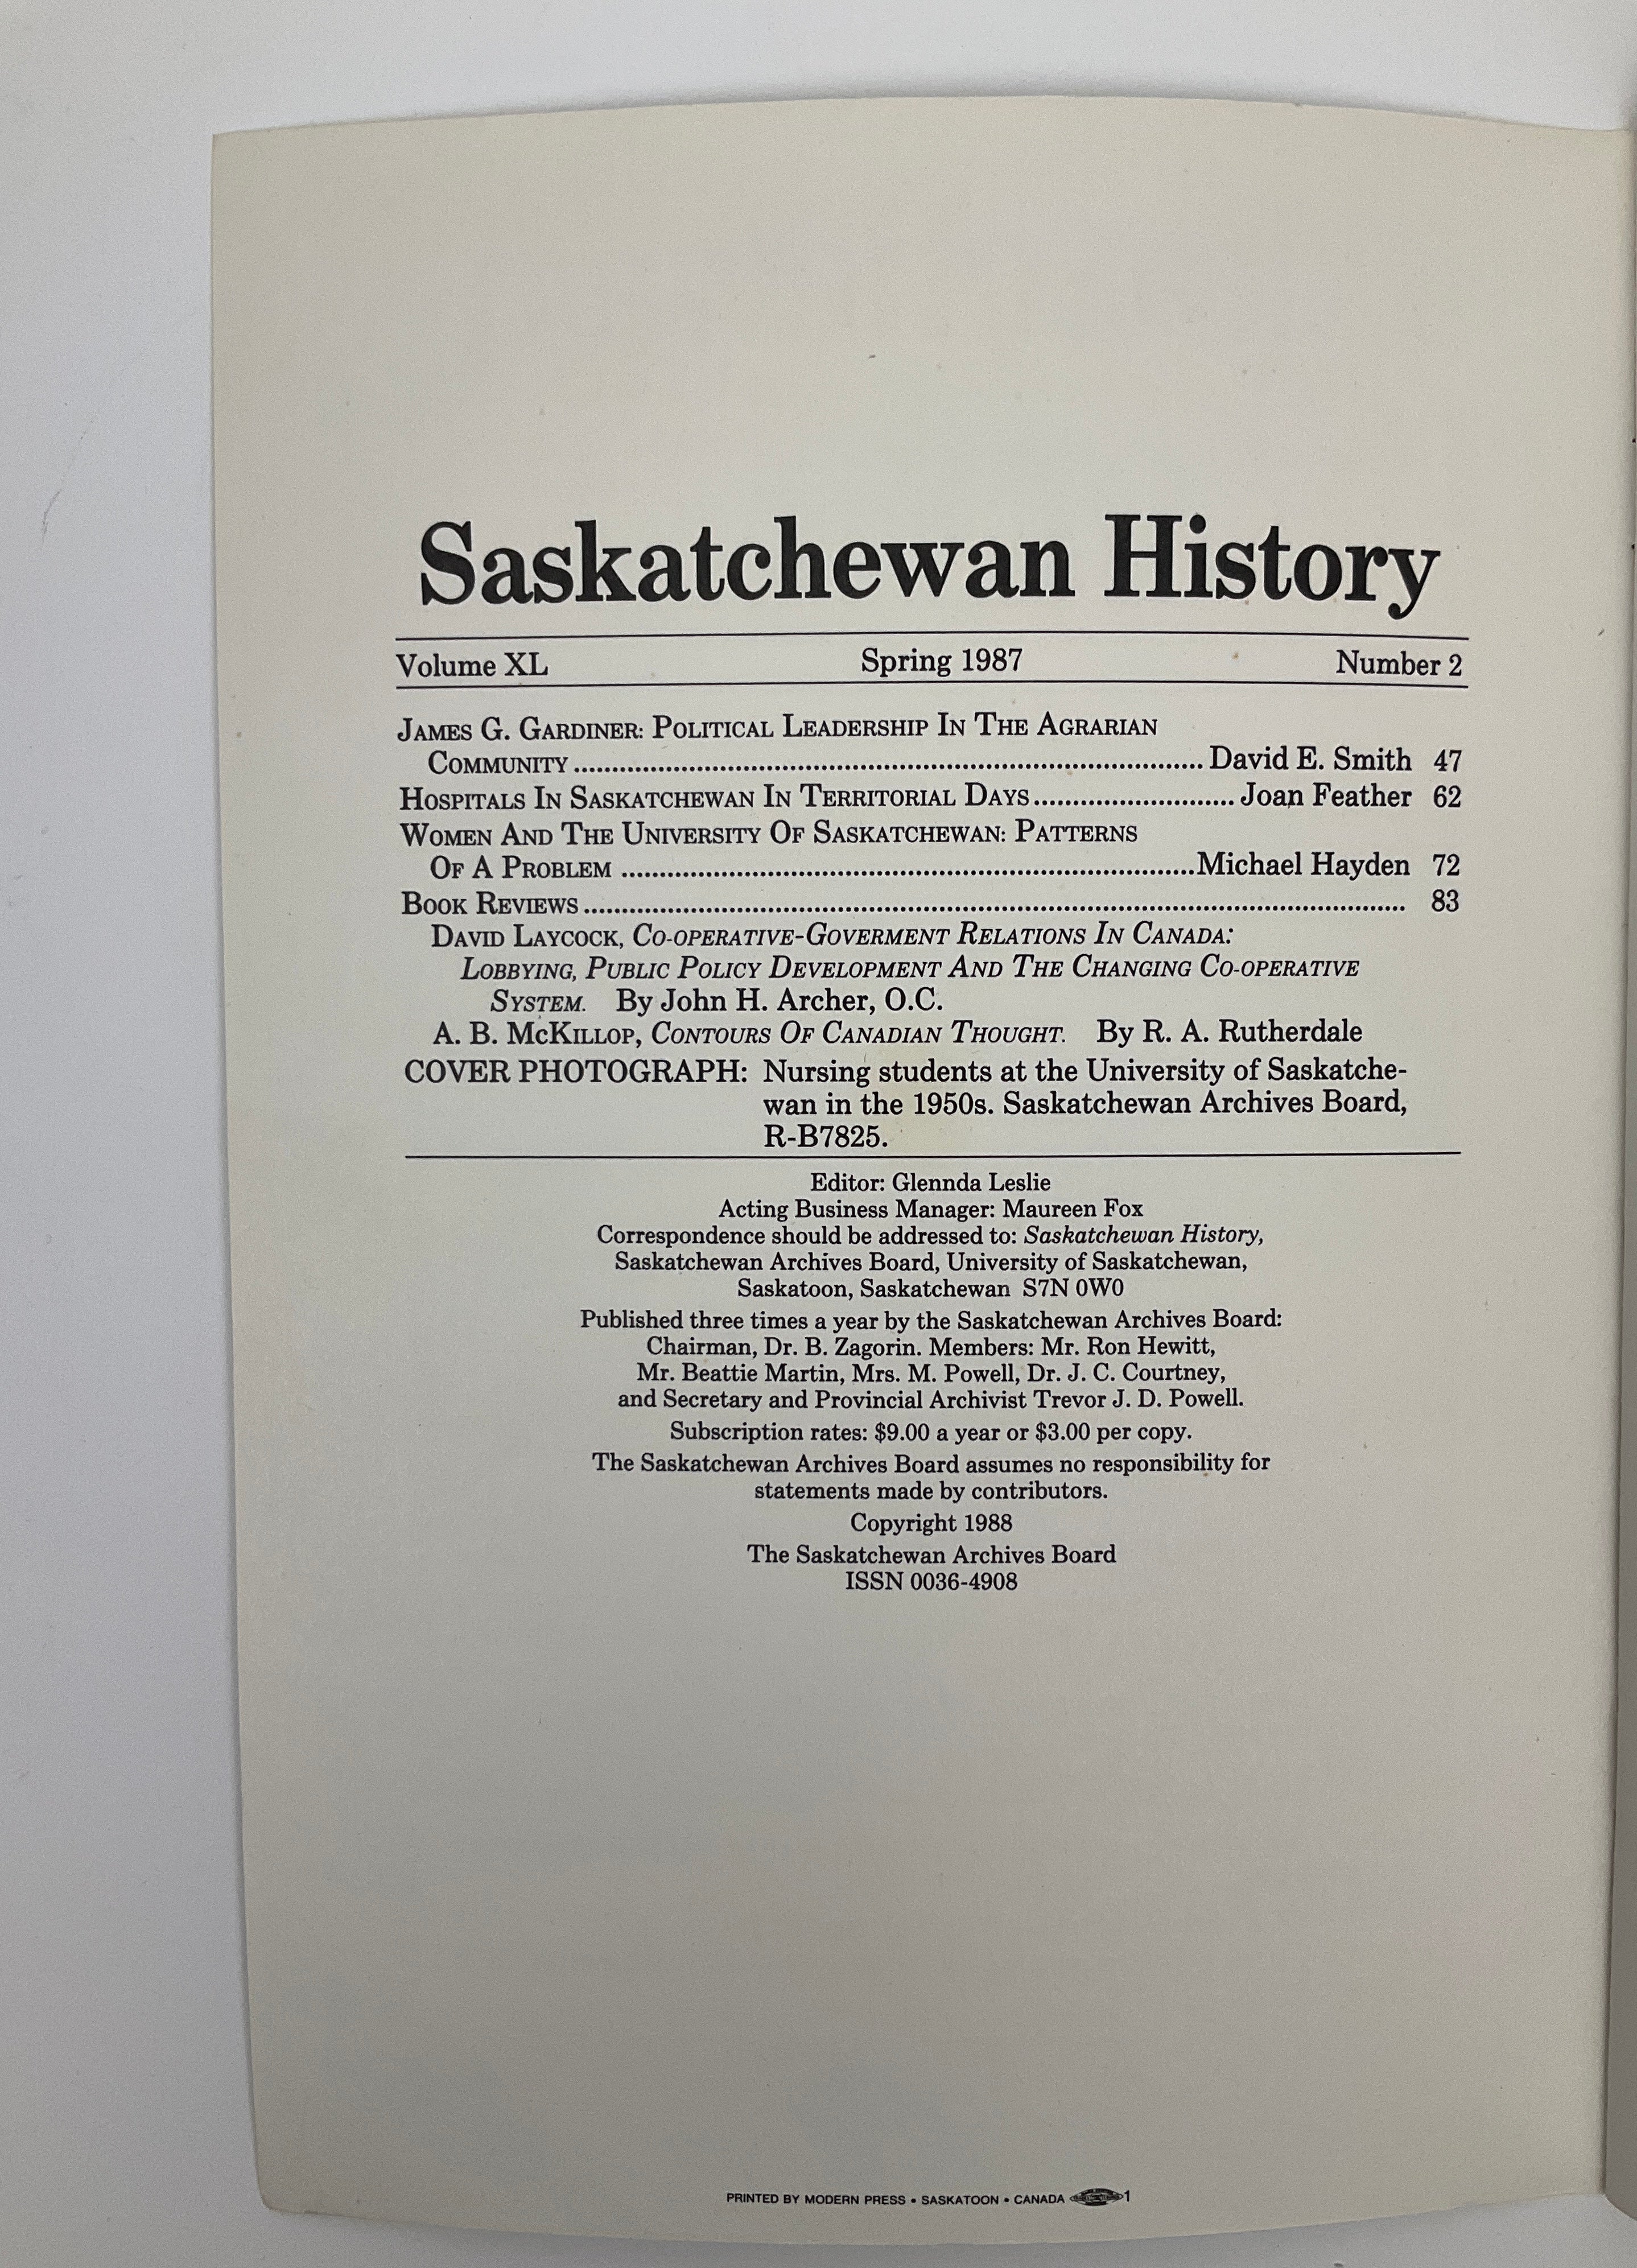 Saskatchewan History
Volume XL Spring 1987 Number 2
JAMES G. GARDINER: POLITICAL LEADERSHIP IN THE AGRARIAN
COMMUNITY ........ David E. Smith 47
HOSPITALS IN SASKATCHEWAN IN TERRITORIAL DAYS ........ Joan Feather 62
WOMEN AND THE UNIVERSITY OF SASKATCHEWAN: PATTERNS
OF A PROBLEM ........ Michael Hayden 72
BOOK REVIEWS ........ 83
DAVID LAYCOCK, CO-OPERATIVE-GOVERMENT RELATIONS IN CANADA:
LOBBYING, PUBLIC POLICY DEVELOPMENT AND THE CHANGING CO-OPERATIVE
SYSTEM. By John H. Archer, O.C.
A. B. MCKILLOP, CONTOURS OF CANADIAN THOUGHT. By R. A. Rutherdale
COVER PHOTOGRAPH: Nursing students at the University of Saskatche-
wan in the 1950s. Saskatchewan Archives Board,
R-B7825.
Editor: Glennda Leslie
Acting Business Manager: Maureen Fox
Correspondence should be addressed to: Saskatchewan History,
Saskatchewan Archives Board, University of Saskatchewan,
Saskatoon, Saskatchewan S7N 0W0
Published three times a year by the Saskatchewan Archives Board:
Chairman, Dr. B. Zagorin. Members: Mr. Ron Hewitt,
Mr. Beattie Martin, Mrs. M. Powell, Dr. J. C. Courtney,
and Secretary and Provincial Archivist Trevor J. D. Powell.
Subscription rates: $9.00 a year or $3.00 per copy.
The Saskatchewan Archives Board assumes no responsibility for
statements made by contributors.
Copyright 1988
The Saskatchewan Archives Board
ISSN 0036-4908
PRINTED BY MODERN PRESS • SASKATOON • CANADA 1